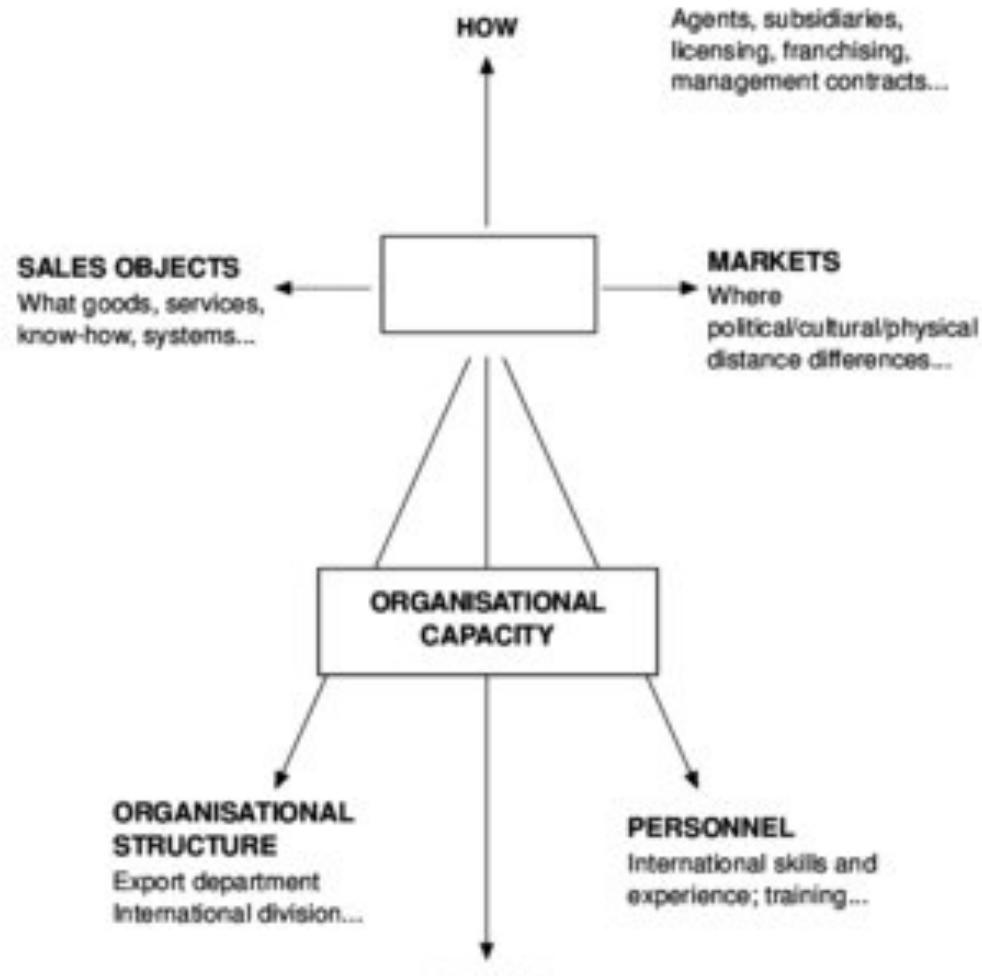 HOW
Agents, subsidiaries,
licensing, franchising,
management contracts...
SALES OBJECTS
What goods, services,
know-how, systems...
MARKETS
Where
political/cultural/physical
distance differences...
ORGANISATIONAL
CAPACITY
ORGANISATIONAL
STRUCTURE
Export department
International division...
PERSONNEL
International skills and
experience; training...